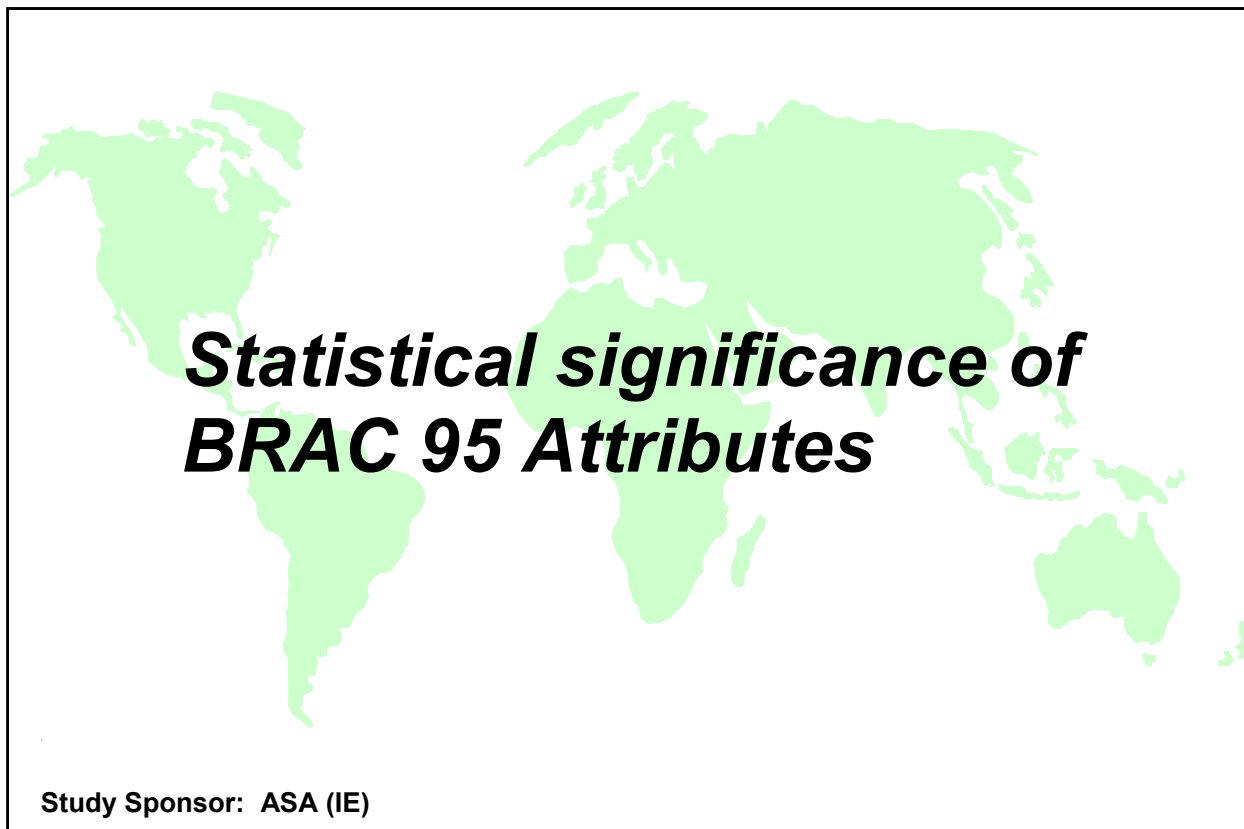 Statistical significance of
BRAC 95 Attributes
Study Sponsor: ASA (IE)